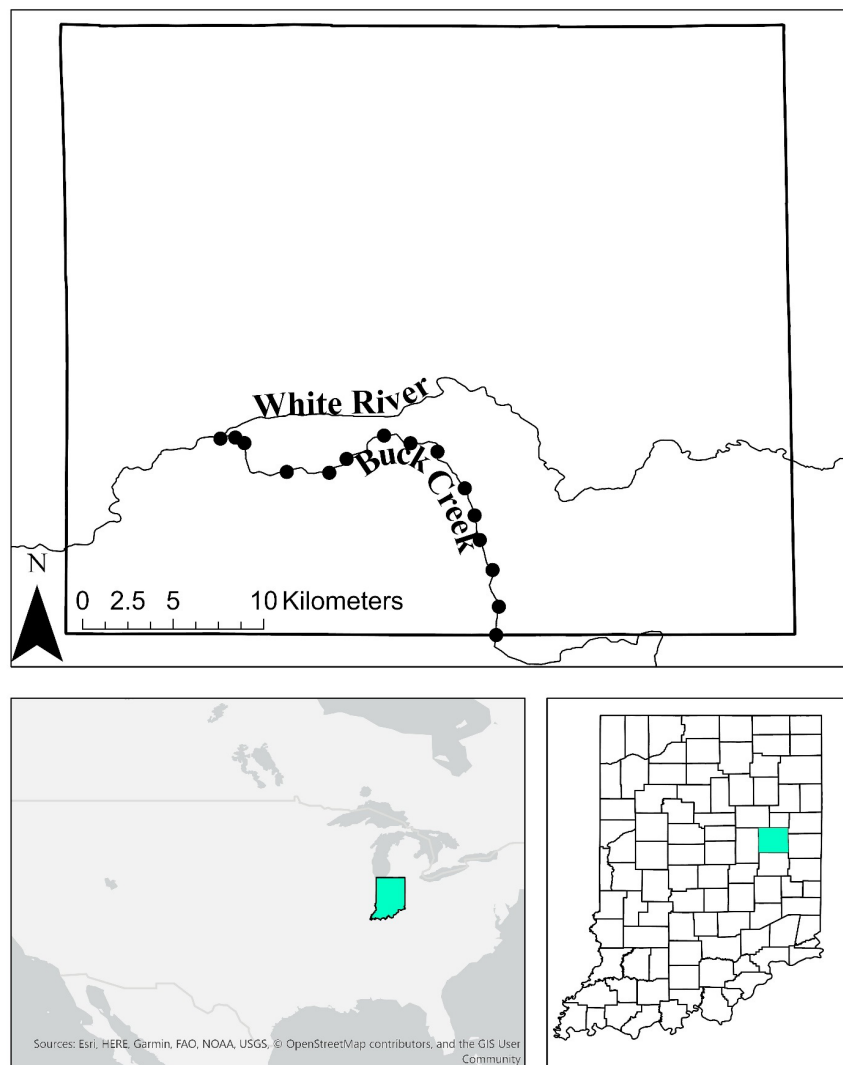 White River
Buck Creek
N
0 2.5 5 10 Kilometers
Sources: Esri, HERE, Garmin, FAO, NOAA, USGS, © OpenStreetMap contributors, and the GIS User
Community